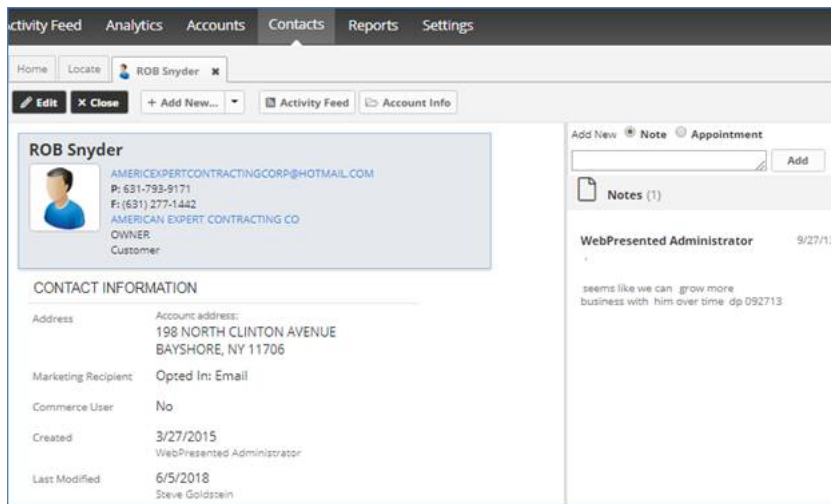 ctivity Feed Analytics Accounts Contacts Reports Settings
Home Locate ROB Snyder ✖
Edit X Close + Add New... Activity Feed Account Info
ROB Snyder
AMERICEXPERTCONTRACTINGCORP@HOTMAIL.COM
P: 631-793-9171
F: (631) 277-1442
AMERICAN EXPERT CONTRACTING CO
OWNER
Customer
CONTACT INFORMATION
Address
Account address:
198 NORTH CLINTON AVENUE
BAYSHORE, NY 11706
Marketing Recipient Opted In: Email
Commerce User No
Created 3/27/2015
WebPresented Administrator
Last Modified 6/5/2018
Steve Goldstein
Add New Note Appointment
Add
Notes (1)
WebPresented Administrator 9/27/1
,
seems like we can grow more
business with him over time dp 092713